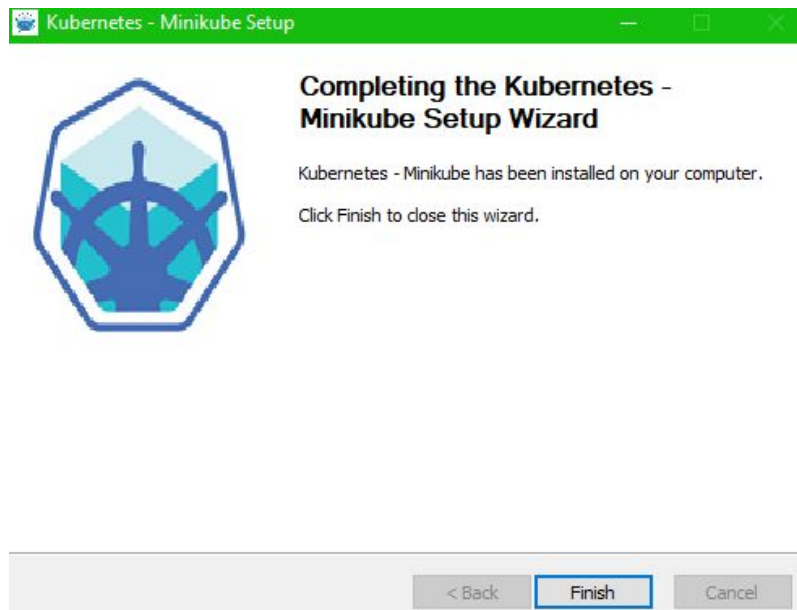 Kubernetes - Minikube Setup
Completing the Kubernetes -
Minikube Setup Wizard
Kubernetes - Minikube has been installed on your computer.
Click Finish to close this wizard.
< Back
Finish
Cancel